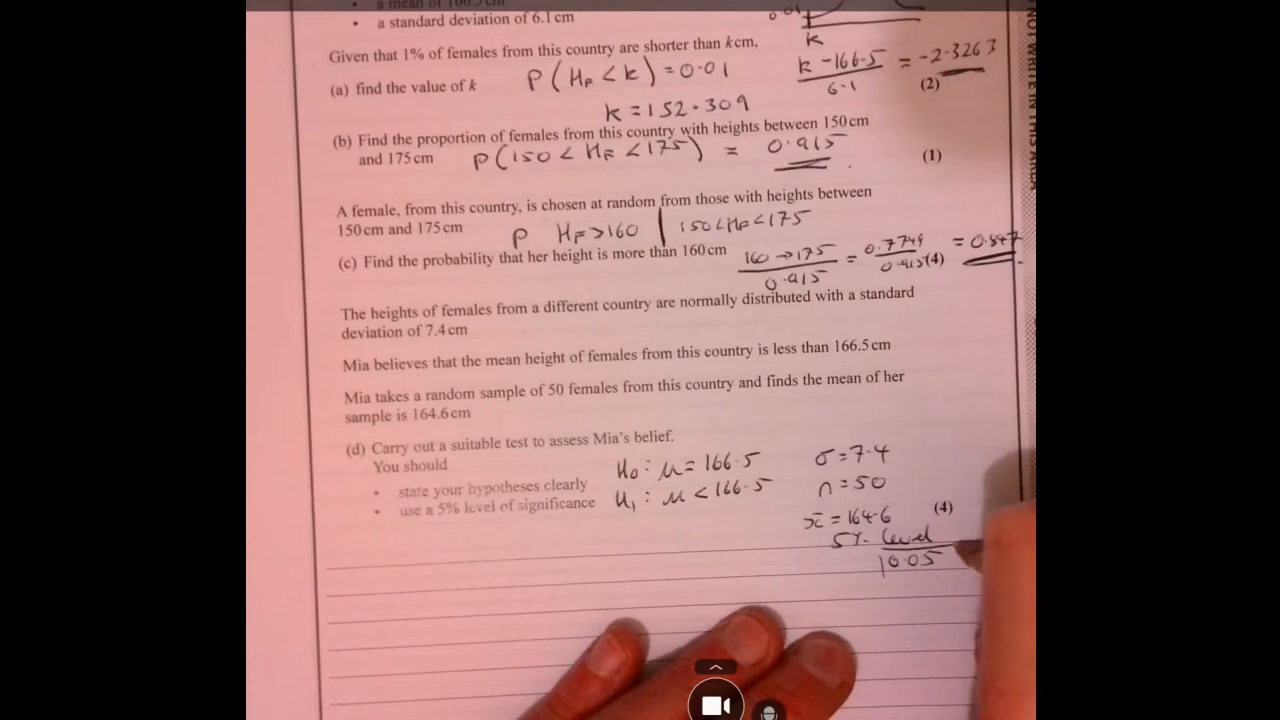 • a mean of 166.5 cm
• a standard deviation of 6.1 cm
0.01
k
Given that 1% of females from this country are shorter than k cm,
k - 166.5 / 6.1 = -2.3263
(a) find the value of k
P(H_F < k) = 0.01
(2)
k = 152.309
(b) Find the proportion of females from this country with heights between 150 cm
and 175 cm
P(150 < H_F < 175) = 0.915
(1)
A female, from this country, is chosen at random from those with heights between
150 cm and 175 cm
P H_F > 160 | 150 < H_F < 175
(c) Find the probability that her height is more than 160 cm
160 → 175 / 0.915 = 0.7749 / 0.915 = 0.847
(4)
The heights of females from a different country are normally distributed with a standard
deviation of 7.4 cm
Mia believes that the mean height of females from this country is less than 166.5 cm
Mia takes a random sample of 50 females from this country and finds the mean of her
sample is 164.6 cm
(d) Carry out a suitable test to assess Mia's belief.
You should
• state your hypotheses clearly
• use a 5% level of significance
H₀ : μ = 166.5
H₁ : μ < 166.5
σ = 7.4
n = 50
x̄ = 164.6
(4)
5% level
0.05